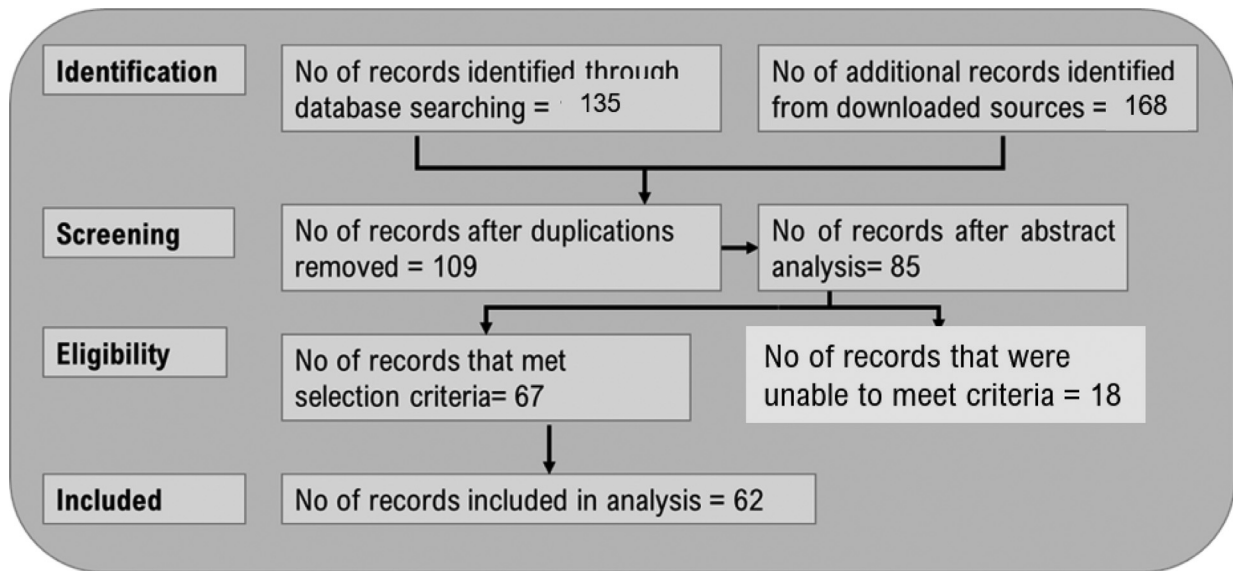 Identification
No of records identified through
database searching = 135
No of additional records identified
from downloaded sources = 168
Screening
No of records after duplications
removed = 109
No of records after abstract
analysis= 85
Eligibility
No of records that met
selection criteria= 67
No of records that were
unable to meet criteria = 18
Included
No of records included in analysis = 62